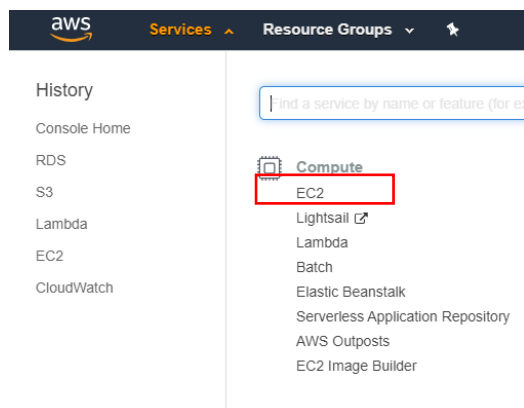 aws Services Resource Groups
History
Console Home
RDS
S3
Lambda
EC2
CloudWatch
Find a service by name or feature (for ex
Compute
EC2
Lightsail
Lambda
Batch
Elastic Beanstalk
Serverless Application Repository
AWS Outposts
EC2 Image Builder